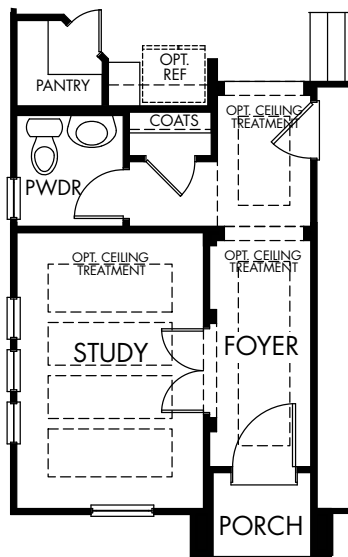 PANTRY
OPT.
REF
COATS
OPT. CEILING
TREATMENT
PWDR
OPT. CEILING
TREATMENT
OPT. CEILING
TREATMENT
STUDY
FOYER
PORCH